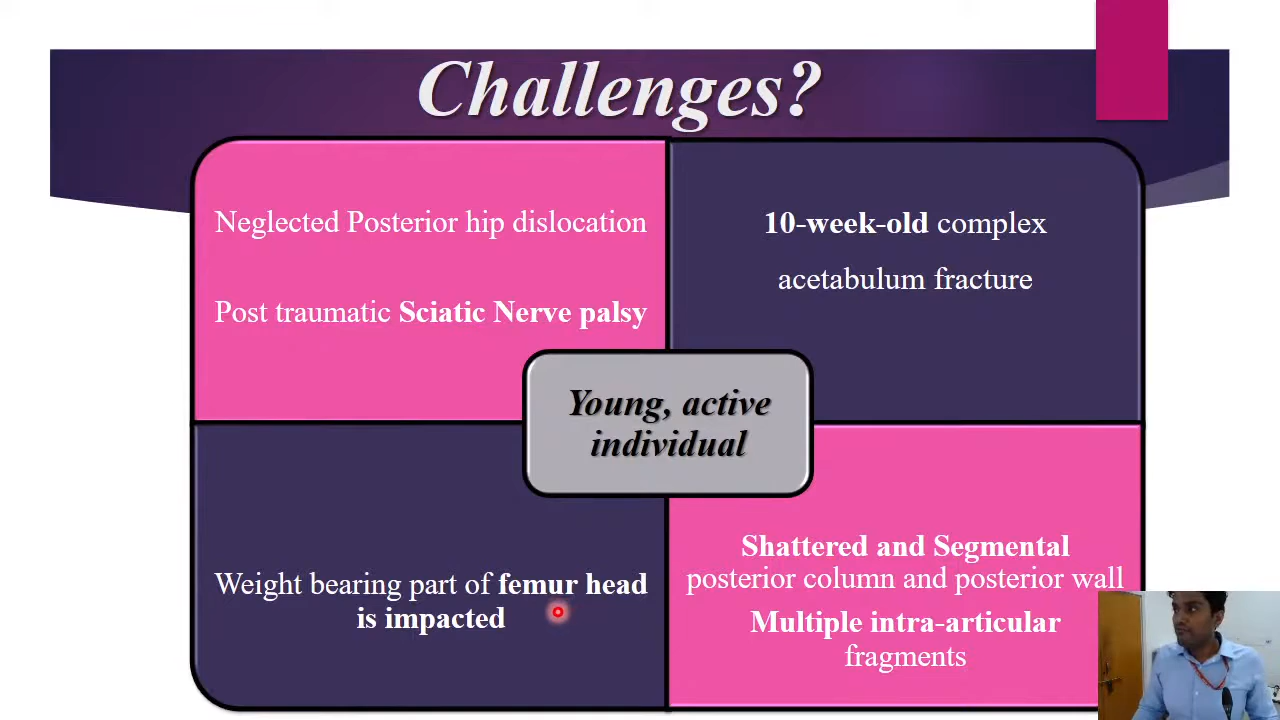 Challenges?
Neglected Posterior hip dislocation
Post traumatic Sciatic Nerve palsy
10-week-old complex
acetabulum fracture
Young, active
individual
Weight bearing part of femur head
is impacted
Shattered and Segmental
posterior column and posterior wall
Multiple intra-articular
fragments